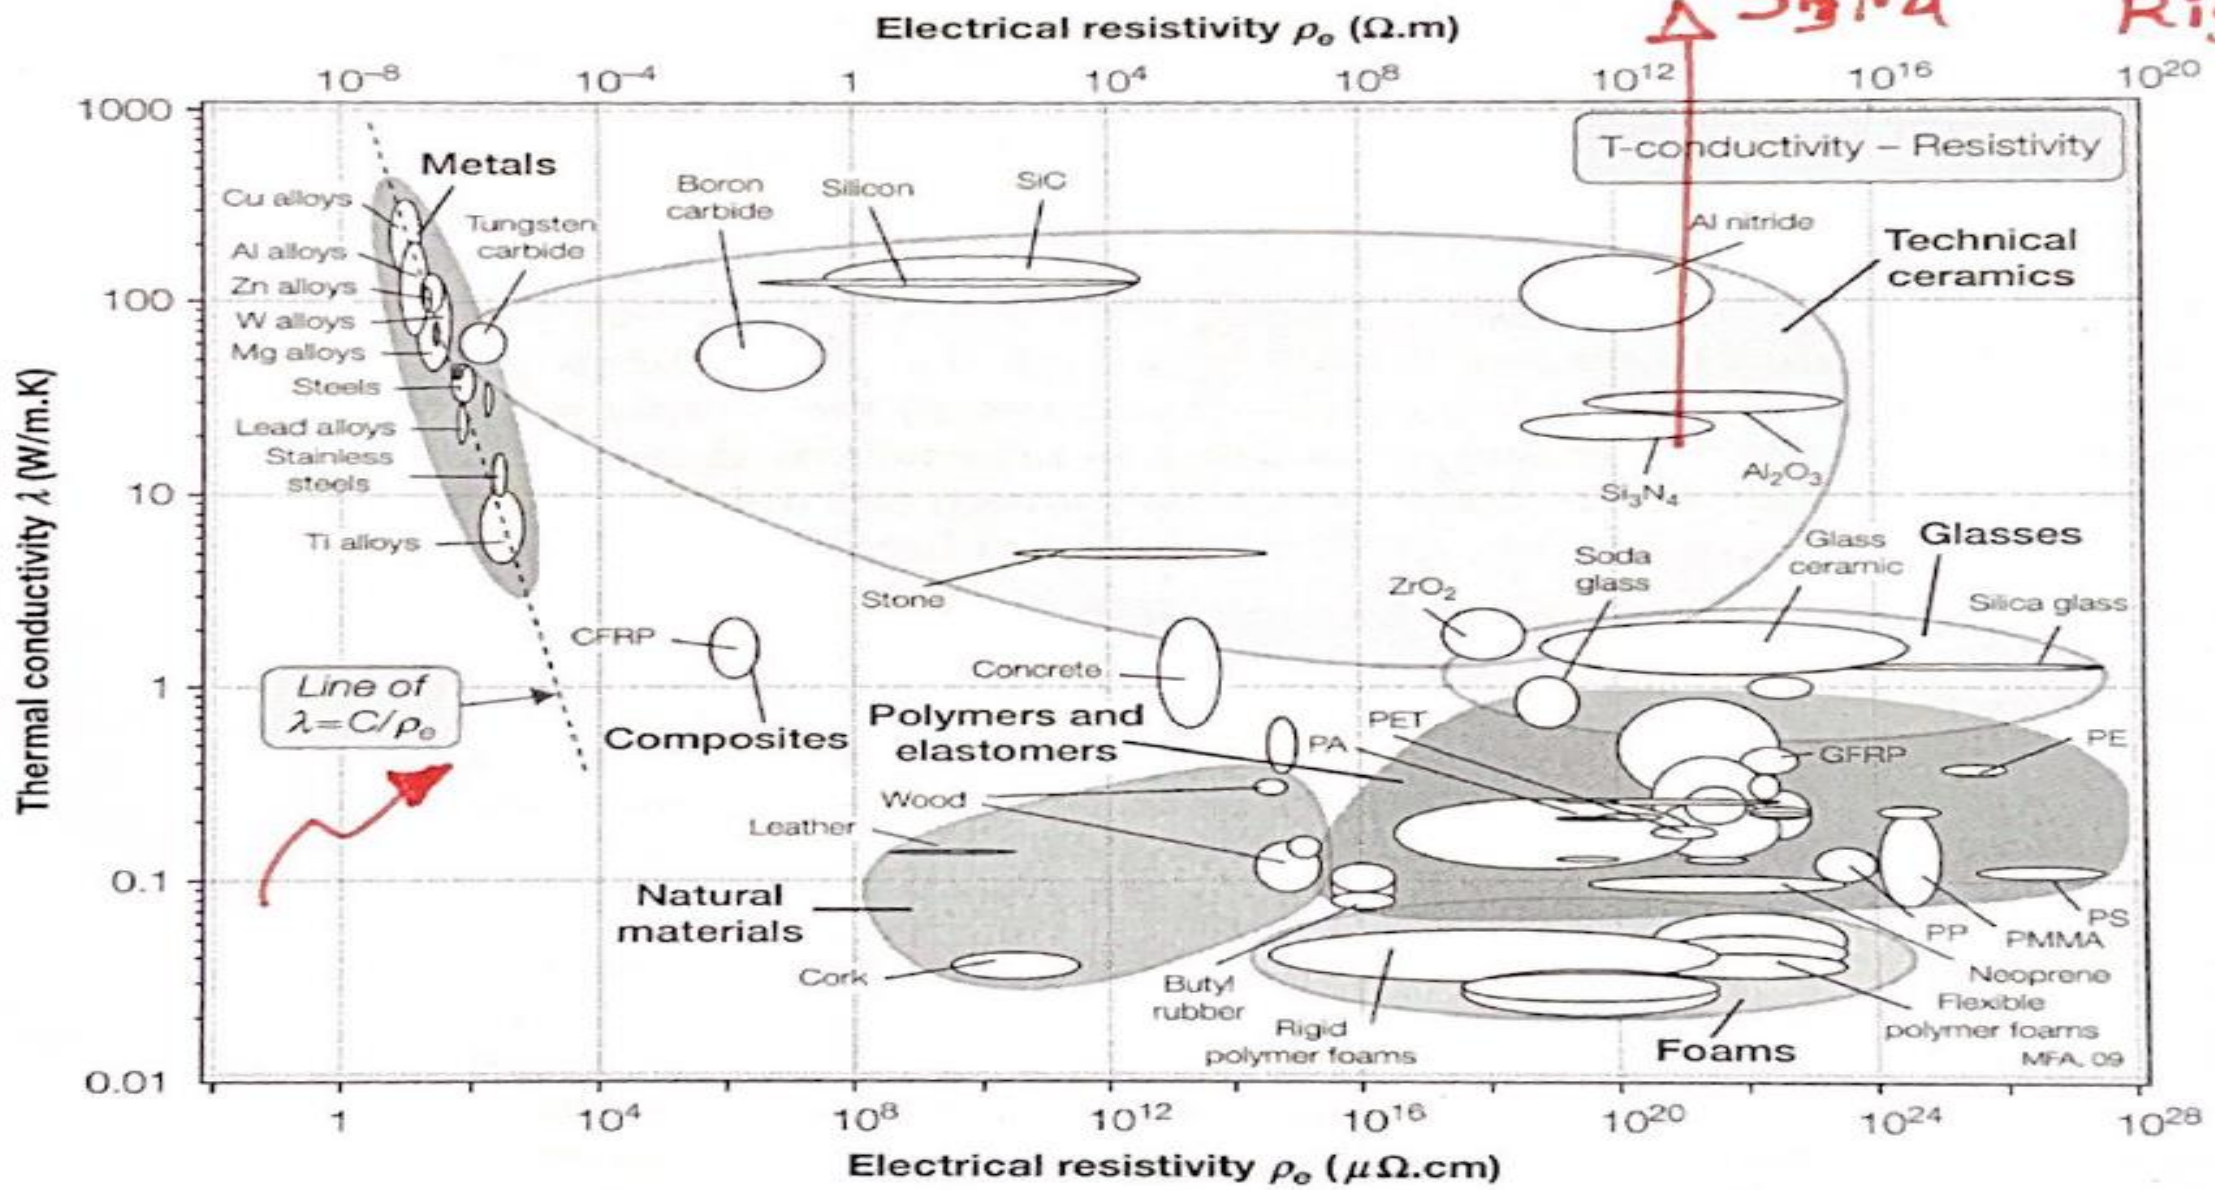 Electrical resistivity ρₑ (Ω.m)
10⁻⁸ 10⁻⁴ 1 10⁴ 10⁸ 10¹² 10¹⁶ 10²⁰
T-conductivity – Resistivity
Thermal conductivity λ (W/m.K)
1000
100
10
1
0.1
0.01
Metals
Cu alloys
Al alloys
Zn alloys
W alloys
Mg alloys
Steels
Lead alloys
Stainless
steels
Ti alloys
Tungsten
carbide
Boron
carbide
Silicon
SiC
Al nitride
Technical
ceramics
Al₂O₃
Si₃N₄
Stone
CFRP
Composites
Concrete
Line of
λ=C/ρₑ
ZrO₂
Soda
glass
Glass
ceramic
Glasses
Silica glass
Polymers and
elastomers
PET
PA
GFRP
PE
Wood
Leather
Natural
materials
Cork
Butyl
rubber
Rigid
polymer foams
PP
PMMA
PS
Neoprene
Flexible
polymer foams
Foams
MFA, 09
1 10⁴ 10⁸ 10¹² 10¹⁶ 10²⁰ 10²⁴ 10²⁸
Electrical resistivity ρₑ (μΩ.cm)